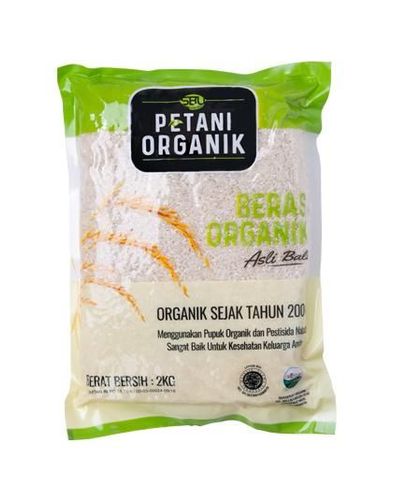 SBU
PETANI
ORGANIK
BERAS
ORGANIK
Asli Bali
ORGANIK SEJAK TAHUN 200
Menggunakan Pupuk Organik dan Pestisida
Sangat Baik Untuk Kesehatan Keluarga
BERAT BERSIH : 2KG